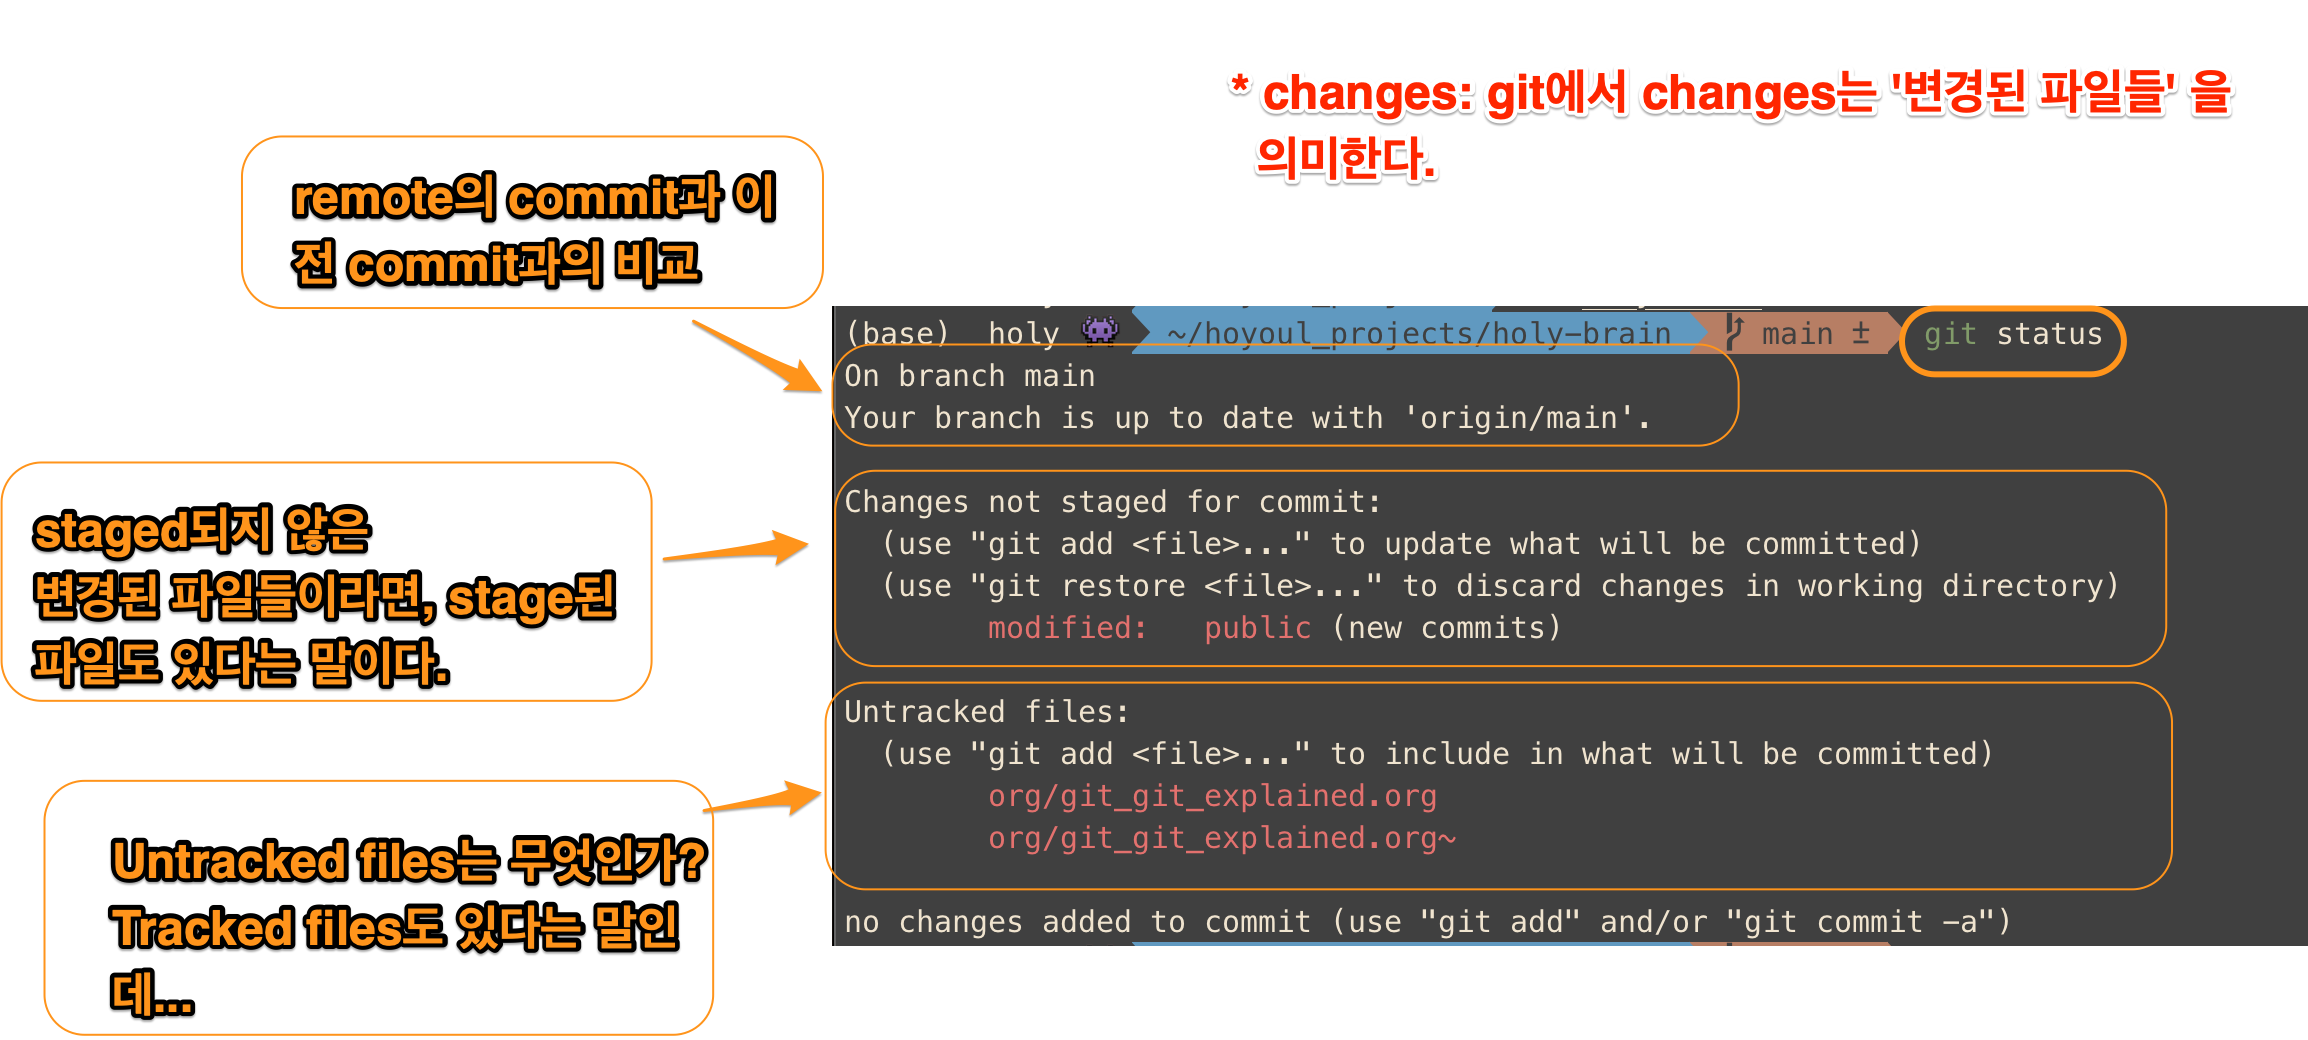 * changes: git에서 changes는 '변경된 파일들' 을
의미한다.
remote의 commit과 이
전 commit과의 비교
(base) holy ~/hoyoul_projects/holy-brain main ± git status
On branch main
Your branch is up to date with 'origin/main'.
staged되지 않은
변경된 파일들이라면, stage된
파일도 있다는 말이다.
Changes not staged for commit:
(use "git add <file>..." to update what will be committed)
(use "git restore <file>..." to discard changes in working directory)
modified: public (new commits)
Untracked files는 무엇인가?
Tracked files도 있다는 말인
데...
Untracked files:
(use "git add <file>..." to include in what will be committed)
org/git_git_explained.org
org/git_git_explained.org~
no changes added to commit (use "git add" and/or "git commit -a")